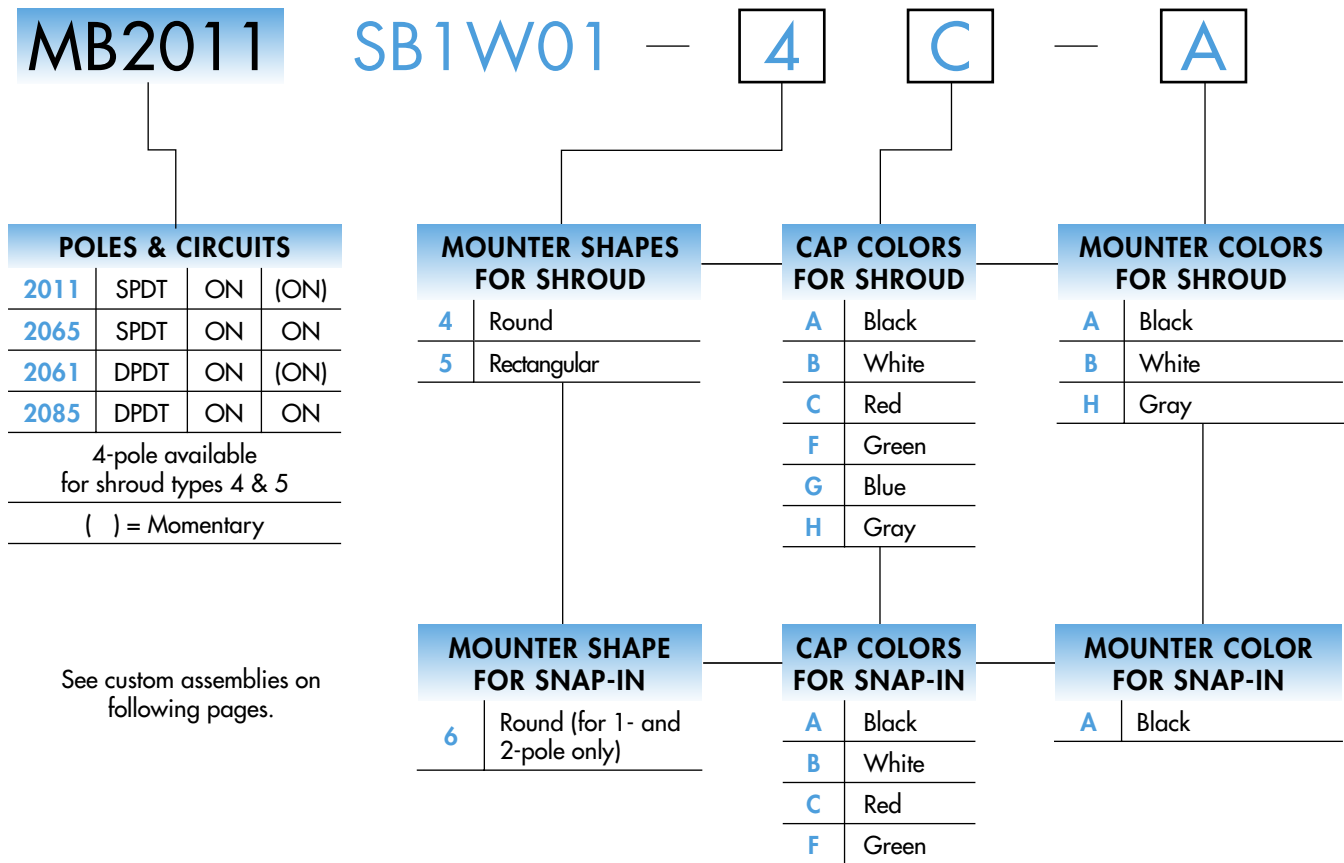 MB2011 SB1W01 — 4 C — A
POLES & CIRCUITS
2011 SPDT ON (ON)
2065 SPDT ON ON
2061 DPDT ON (ON)
2085 DPDT ON ON
4-pole available
for shroud types 4 & 5
( ) = Momentary
See custom assemblies on
following pages.
MOUNTER SHAPES
FOR SHROUD
4 Round
5 Rectangular
CAP COLORS
FOR SHROUD
A Black
B White
C Red
F Green
G Blue
H Gray
MOUNTER COLORS
FOR SHROUD
A Black
B White
H Gray
MOUNTER SHAPE
FOR SNAP-IN
6 Round (for 1- and
2-pole only)
CAP COLORS
FOR SNAP-IN
A Black
B White
C Red
F Green
MOUNTER COLOR
FOR SNAP-IN
A Black